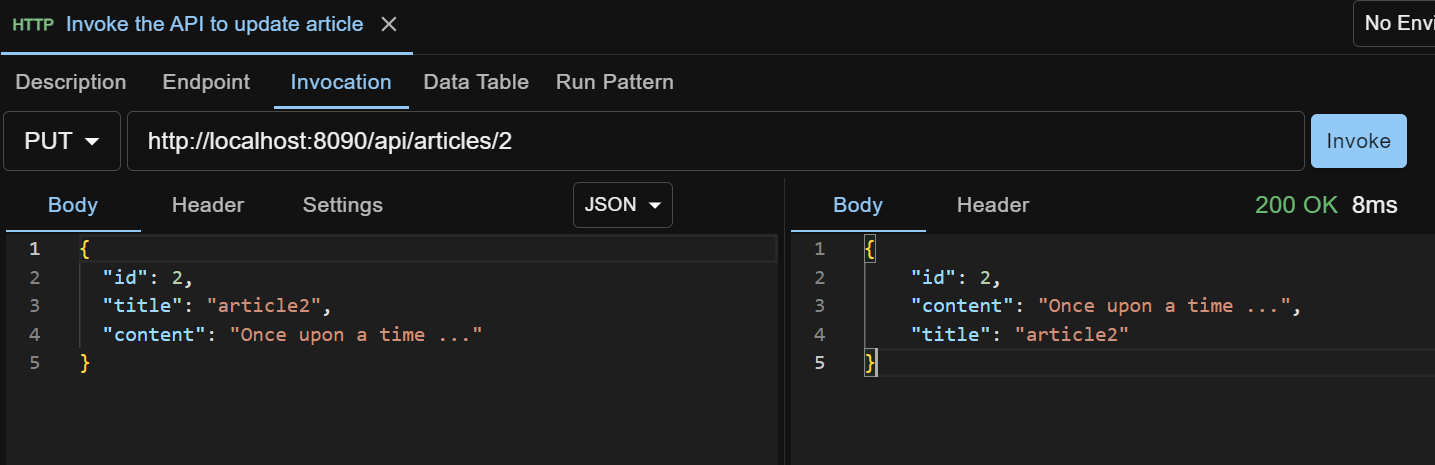 HTTP Invoke the API to update article
No Envi
Description Endpoint Invocation Data Table Run Pattern
PUT http://localhost:8090/api/articles/2 Invoke
Body Header Settings JSON
1 {
2 "id": 2,
3 "title": "article2",
4 "content": "Once upon a time ..."
5 }
Body Header 200 OK 8ms
1 {
2 "id": 2,
3 "content": "Once upon a time ...",
4 "title": "article2"
5 }